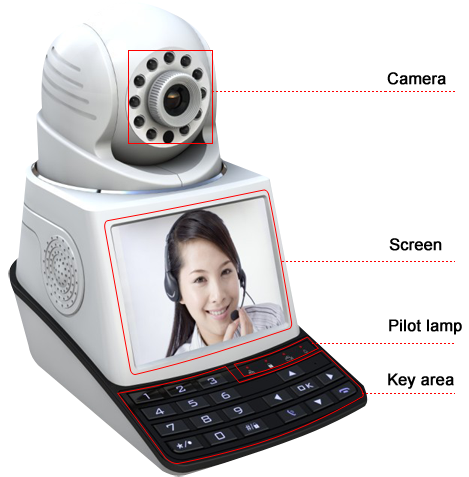 Camera
Screen
Pilot lamp
Key area
1 2 3
4 5 6
7 8 9 OK
*/• 0